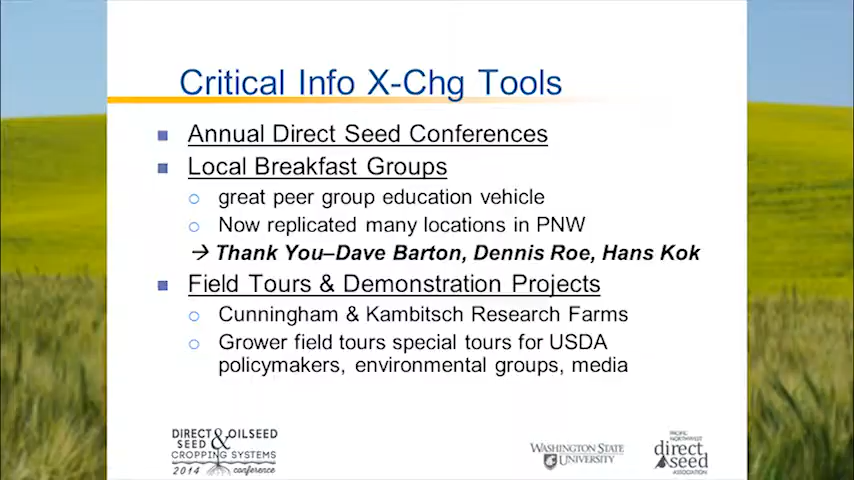 Critical Info X-Chg Tools
Annual Direct Seed Conferences
Local Breakfast Groups
great peer group education vehicle
Now replicated many locations in PNW
→ Thank You–Dave Barton, Dennis Roe, Hans Kok
Field Tours & Demonstration Projects
Cunningham & Kambitsch Research Farms
Grower field tours special tours for USDA
policymakers, environmental groups, media
DIRECT & OILSEED
SEED
CROPPING SYSTEMS
2014 conference
WASHINGTON STATE
UNIVERSITY
PACIFIC
NORTHWEST
direct
seed
ASSOCIATION